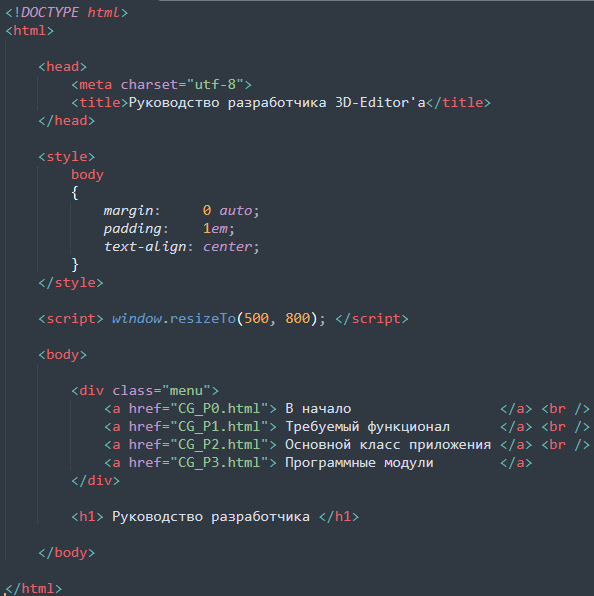 <!DOCTYPE html>
<html>
<head>
<meta charset="utf-8">
<title>Руководство разработчика 3D-Editor'а</title>
</head>
<style>
body
{
margin: 0 auto;
padding: 1em;
text-align: center;
}
</style>
<script> window.resizeTo(500, 800); </script>
<body>
<div class="menu">
<a href="CG_P0.html"> В начало </a> <br />
<a href="CG_P1.html"> Требуемый функционал </a> <br />
<a href="CG_P2.html"> Основной класс приложения </a> <br />
<a href="CG_P3.html"> Программные модули </a>
</div>
<h1> Руководство разработчика </h1>
</body>
</html>